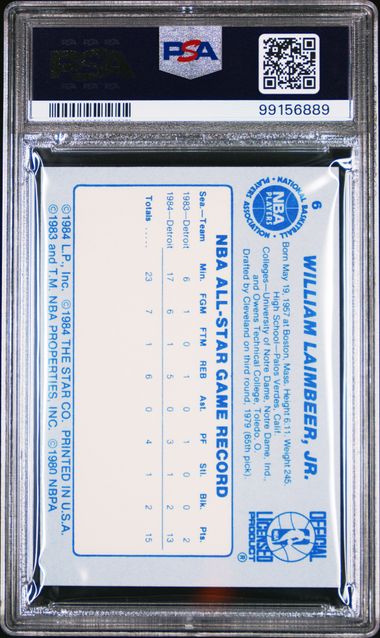 PSA
PSA
99156889
6
WILLIAM LAIMBEER, JR.
NATIONAL BASKETBALL
NBA
PLAYERS
PLAYERS ASSOCIATION
Born May 19, 1957 at Boston, Mass. Height 6:11. Weight 245.
High School—Palos Verdes, Calif.
Colleges—University of Notre Dame, Notre Dame, Ind.,
and Owens Technical College, Toledo, O.
Drafted by Cleveland on third round, 1979 (65th pick).
OFFICIAL
LICENSED
PRODUCT
®
NBA ALL-STAR GAME RECORD
Sea.—Team Min. FGM FTM REB Ast. PF Stl. Blk. Pts.
1983—Detroit 6 1 0 1 0 1 0 0 2
1984—Detroit 17 6 1 5 0 3 1 2 13
Totals ..... 23 7 1 6 0 4 1 2 15
©1984 L.P., Inc. ©1984 THE STAR CO. PRINTED IN U.S.A.
©1983 and T.M. NBA PROPERTIES, INC. ©1980 NBPA